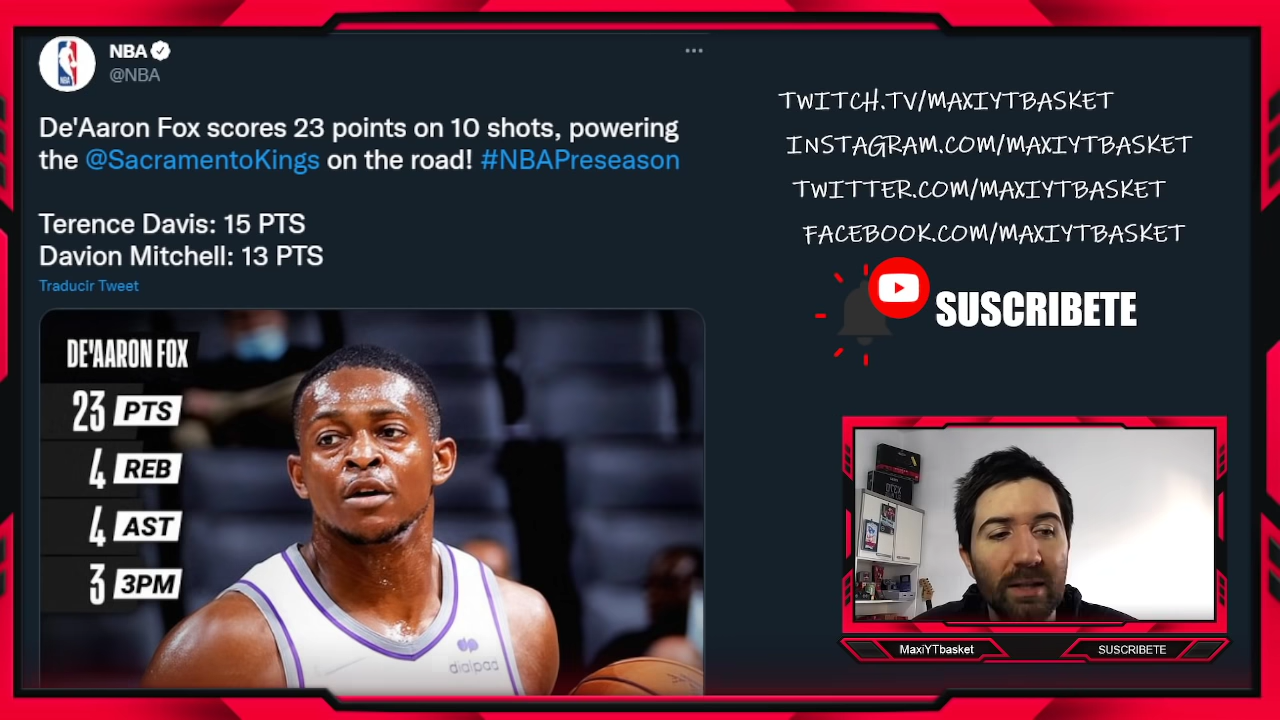 NBA
@NBA
De'Aaron Fox scores 23 points on 10 shots, powering
the @SacramentoKings on the road! #NBAPreseason
Terence Davis: 15 PTS
Davion Mitchell: 13 PTS
Traducir Tweet
DE'AARON FOX
23 PTS
4 REB
4 AST
3 3PM
dialpad
TWITCH.TV/MAXIYTBASKET
INSTAGRAM.COM/MAXIYTBASKET
TWITTER.COM/MAXIYTBASKET
FACEBOOK.COM/MAXIYTBASKET
SUSCRIBETE
MaxiYTbasket
SUSCRIBETE